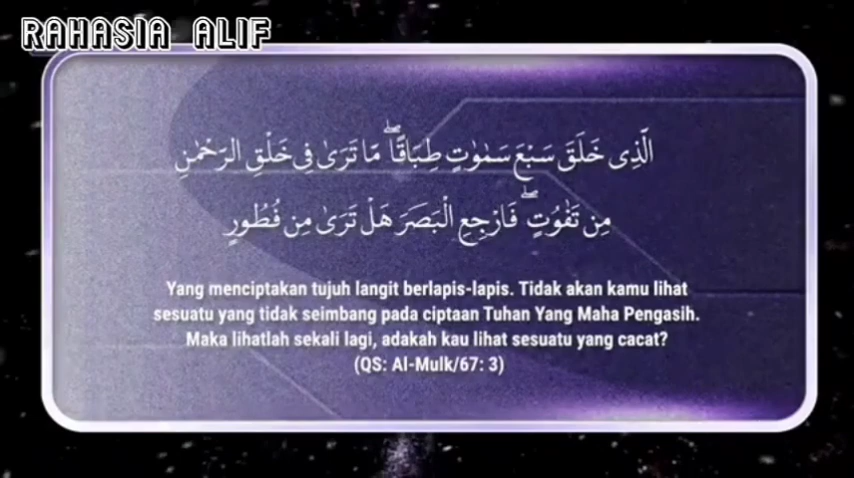 RAHASIA ALIF
الَّذِى خَلَقَ سَبْعَ سَمٰوٰتٍ طِبَاقًاۗ مَّا تَرَىٰ فِى خَلْقِ الرَّحْمٰنِ
مِن تَفٰوُتٍۗ فَارْجِعِ الْبَصَرَ هَلْ تَرَىٰ مِن فُطُورٍ
Yang menciptakan tujuh langit berlapis-lapis. Tidak akan kamu lihat
sesuatu yang tidak seimbang pada ciptaan Tuhan Yang Maha Pengasih.
Maka lihatlah sekali lagi, adakah kau lihat sesuatu yang cacat?
(QS: Al-Mulk/67: 3)